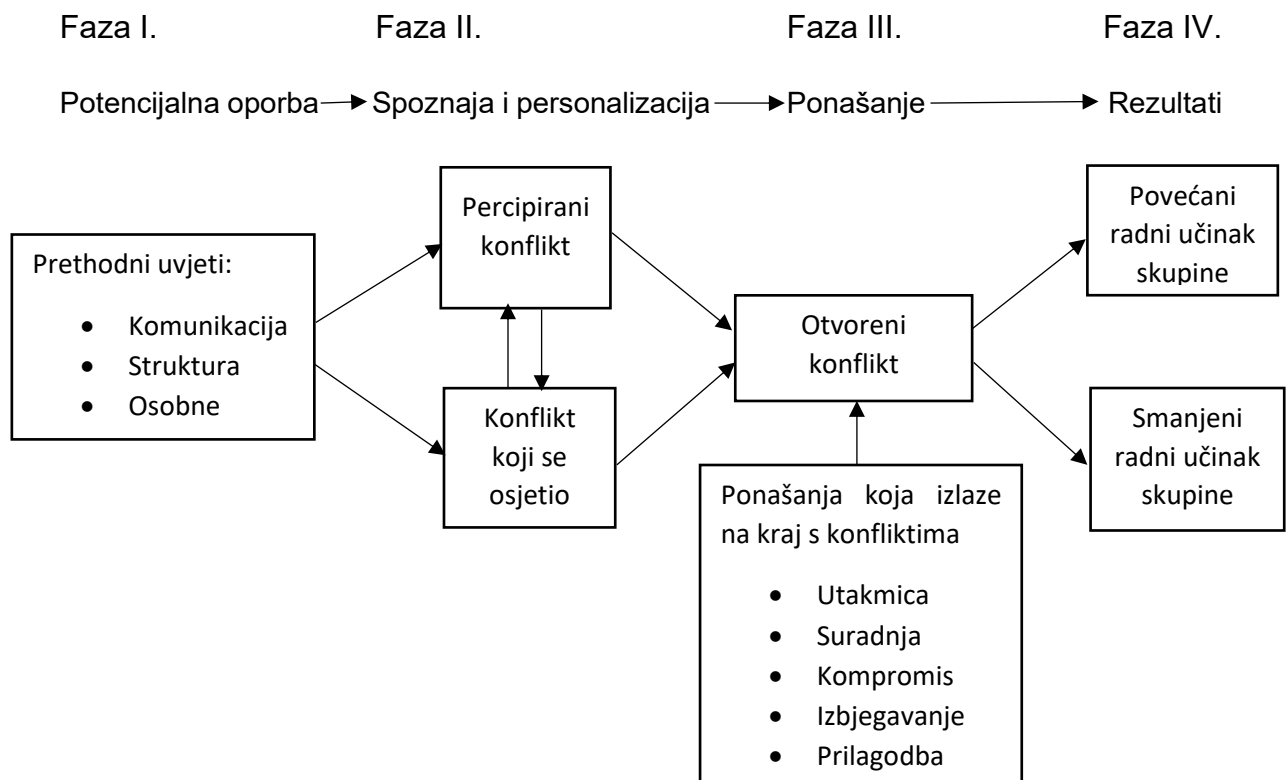 Faza I.
Faza II.
Faza III.
Faza IV.
Potencijalna oporba
Spoznaja i personalizacija
Ponašanje
Rezultati
Prethodni uvjeti:
• Komunikacija
• Struktura
• Osobne
Percipirani
konflikt
Konflikt
koji se
osjetio
Otvoreni
konflikt
Ponašanja koja izlaze
na kraj s konfliktima
• Utakmica
• Suradnja
• Kompromis
• Izbjegavanje
• Prilagodba
Povećani
radni učinak
skupine
Smanjeni
radni učinak
skupine